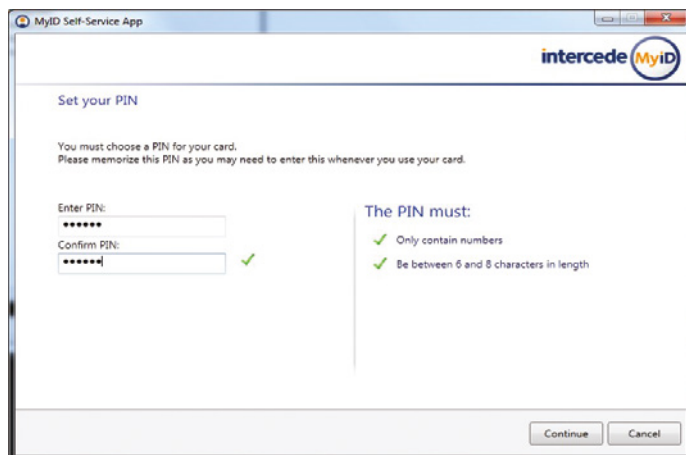 MyID Self-Service App
intercede MyiD
Set your PIN
You must choose a PIN for your card.
Please memorize this PIN as you may need to enter this whenever you use your card.
Enter PIN:
••••••
Confirm PIN:
••••••
The PIN must:
Only contain numbers
Be between 6 and 8 characters in length
Continue
Cancel